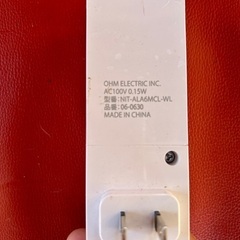 OHM ELECTRIC INC.
AC100V 0.15W
型番: NIT-ALA6MCL-WL
品番: 06-0630
MADE IN CHINA